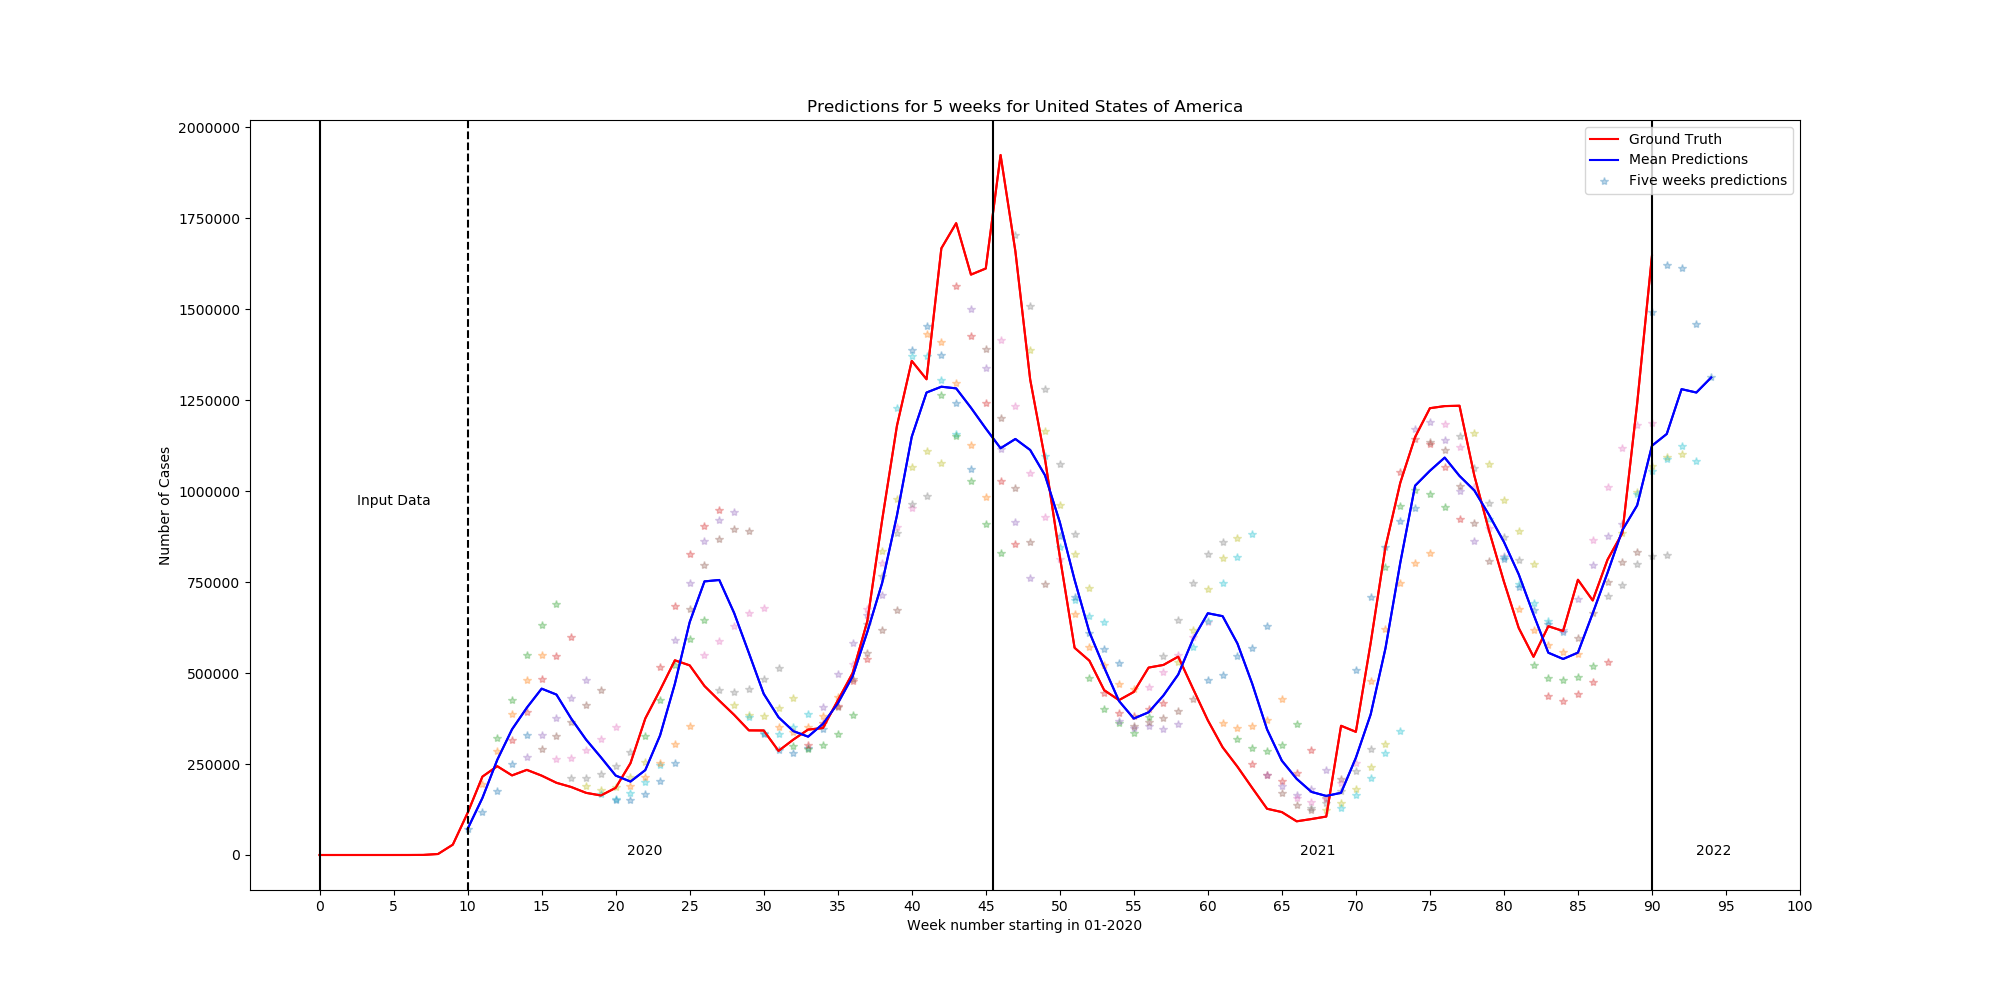 Predictions for 5 weeks for United States of America
Ground Truth
Mean Predictions
Five weeks predictions
2000000
1750000
1500000
1250000
1000000
750000
500000
250000
0
Number of Cases
Input Data
2020
2021
2022
0 5 10 15 20 25 30 35 40 45 50 55 60 65 70 75 80 85 90 95 100
Week number starting in 01-2020